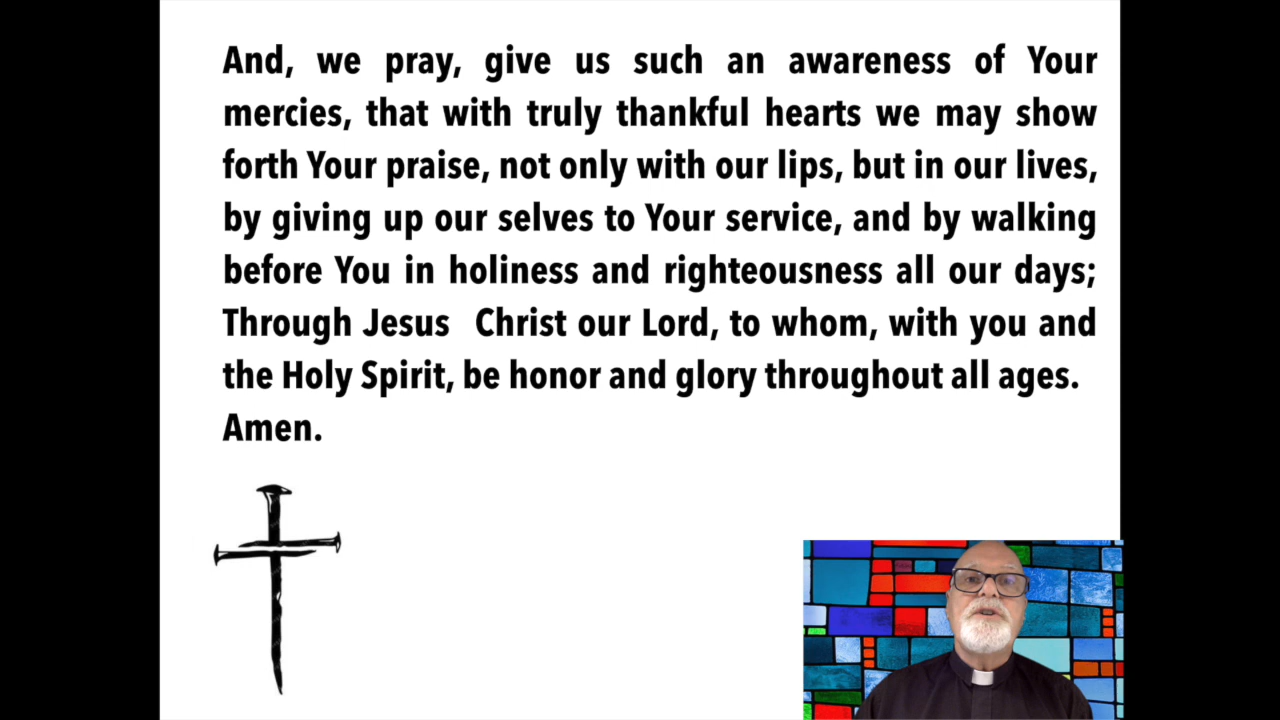 And, we pray, give us such an awareness of Your
mercies, that with truly thankful hearts we may show
forth Your praise, not only with our lips, but in our lives,
by giving up our selves to Your service, and by walking
before You in holiness and righteousness all our days;
Through Jesus  Christ our Lord, to whom, with you and
the Holy Spirit, be honor and glory throughout all ages.
Amen.